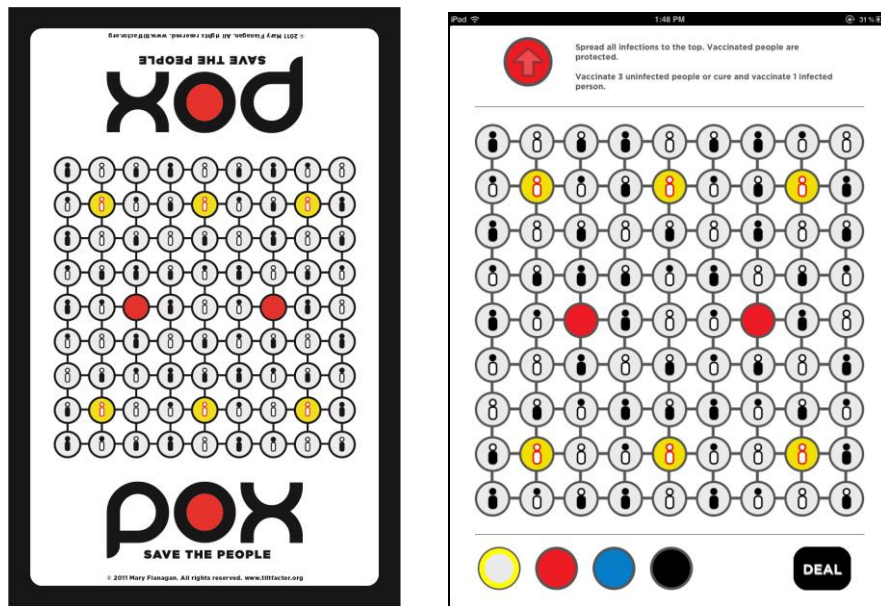 © 2011 Mary Flanagan. All rights reserved. www.tiltfactor.org
SAVE THE PEOPLE
POX
POX
SAVE THE PEOPLE
© 2011 Mary Flanagan. All rights reserved. www.tiltfactor.org
iPad 1:48 PM 31%
Spread all infections to the top. Vaccinated people are
protected.
Vaccinate 3 uninfected people or cure and vaccinate 1 infected
person.
DEAL